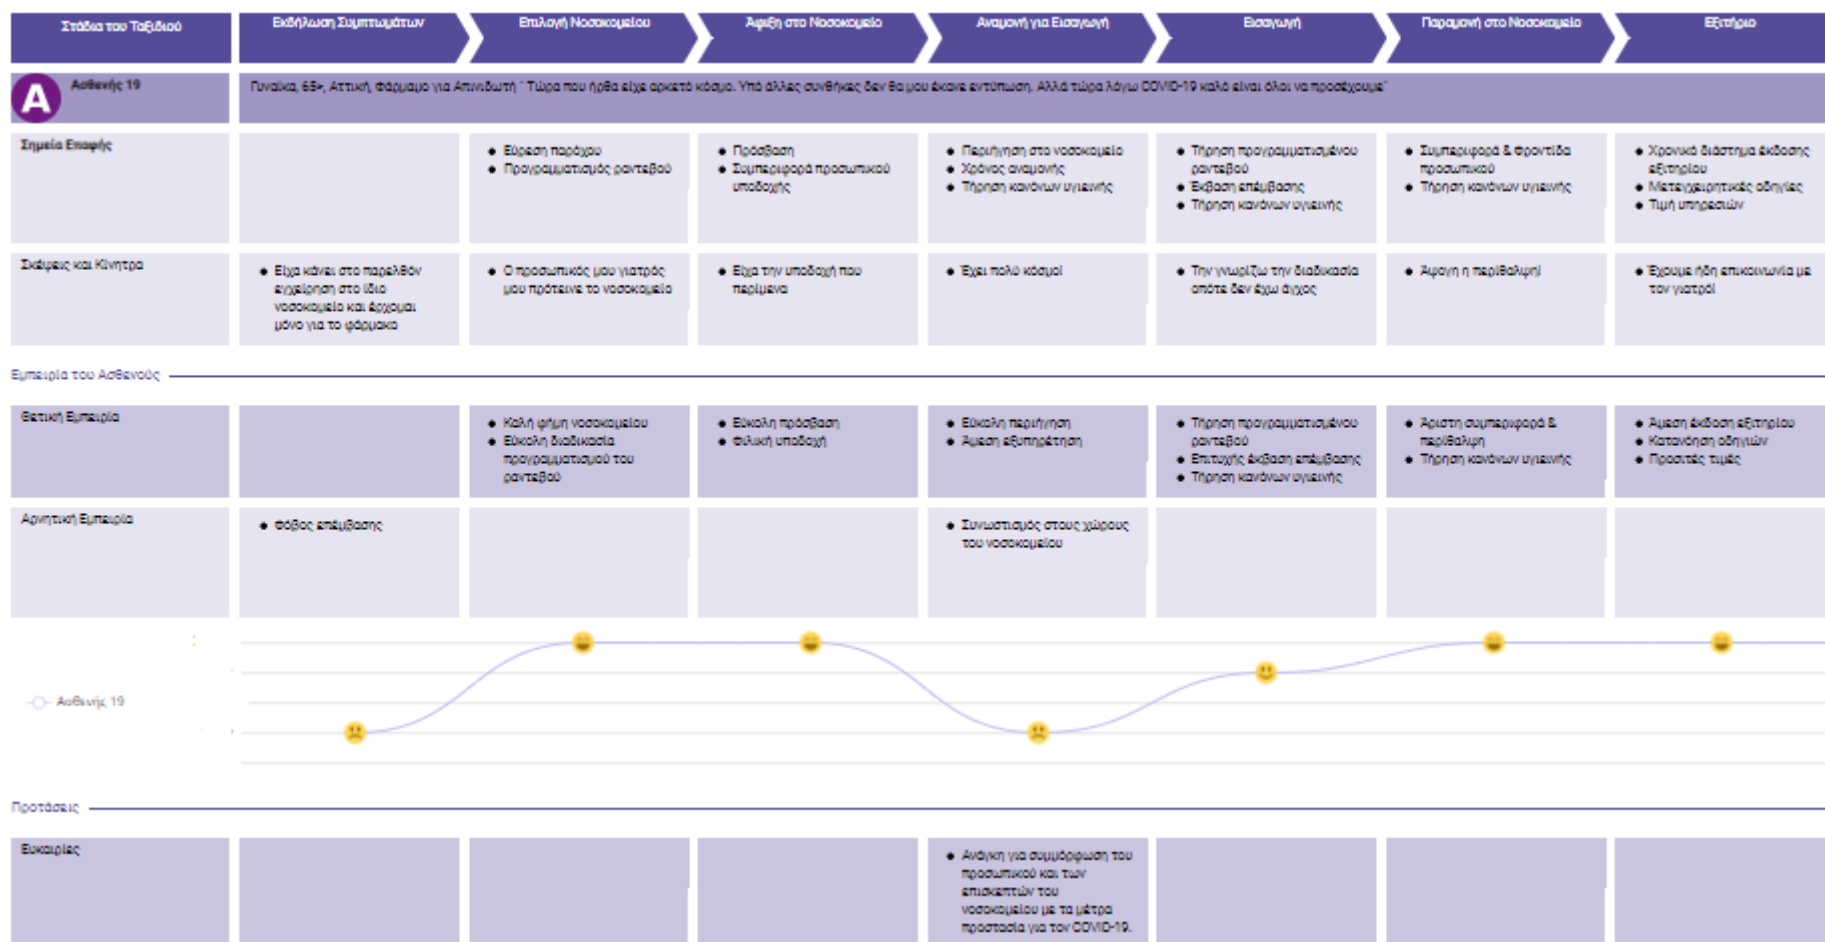 Στάδια του Ταξιδιού
Εκδήλωση Συμπτωμάτων
Επιλογή Νοσοκομείου
Άφιξη στο Νοσοκομείο
Αναμονή για Εισαγωγή
Εισαγωγή
Παραμονή στο Νοσοκομείο
Εξιτήριο
A
Ασθενής 19
Γυναίκα, 65+, Αττική, Φάρμαμο για Απινιδωτή " Τώρα που ήρθα είχε αρκετό κόσμο. Υπό άλλες συνθήκες δεν θα μου έκανε εντύπωση. Αλλά τώρα λόγω COVID-19 καλό είναι όλοι να προσέχουμε"
Σημεία Επαφής
● Εύρεση παρόχου
● Προγραμματισμός ραντεβού
● Πρόσβαση
● Συμπεριφορά προσωπικού
υποδοχής
● Περιήγηση στο νοσοκομείο
● Χρόνος αναμονής
● Τήρηση κανόνων υγιεινής
● Τήρηση προγραμματισμένου
ραντεβού
● Έκβαση επέμβασης
● Τήρηση κανόνων υγιεινής
● Συμπεριφορά & Φροντίδα
προσωπικού
● Τήρηση κανόνων υγιεινής
● Χρονικό διάστημα έκδοσης
εξιτηρίου
● Μετεγχειρητικές οδηγίες
● Τιμή υπηρεσιών
Σκέψεις και Κίνητρα
● Είχα κάνει στο παρελθόν
εγχείρηση στο ίδιο
νοσοκομείο και έρχομαι
μόνο για το φάρμακο
● Ο προσωπικός μου γιατρός
μου πρότεινε το νοσοκομείο
● Είχα την υποδοχή που
περίμενα
● Έχει πολύ κόσμο!
● Την γνωρίζω την διαδικασία
οπότε δεν έχω άγχος
● Άψογη η περίθαλψη!
● Έχουμε ήδη επικοινωνία με
τον γιατρό!
Εμπειρία του Ασθενούς
Θετική Εμπειρία
● Καλή φήμη νοσοκομείου
● Εύκολη διαδικασία
προγραμματισμού του
ραντεβού
● Εύκολη πρόσβαση
● Φιλική υποδοχή
● Εύκολη περιήγηση
● Άμεση εξυπηρέτηση
● Τήρηση προγραμματισμένου
ραντεβού
● Επιτυχής έκβαση επέμβασης
● Τήρηση κανόνων υγιεινής
● Άριστη συμπεριφορά &
περίθαλψη
● Τήρηση κανόνων υγιεινής
● Άμεση έκδοση εξιτηρίου
● Κατανόηση οδηγιών
● Προσιτές τιμές
Αρνητική Εμπειρία
● Φόβος επέμβασης
● Συνωστισμός στους χώρους
του νοσοκομείου
Ασθενής 19
Προτάσεις
Ευκαιρίες
● Ανάγκη για συμμόρφωση του
προσωπικού και των
επισκεπτών του
νοσοκομείου με τα μέτρα
προστασία για τον COVID-19.